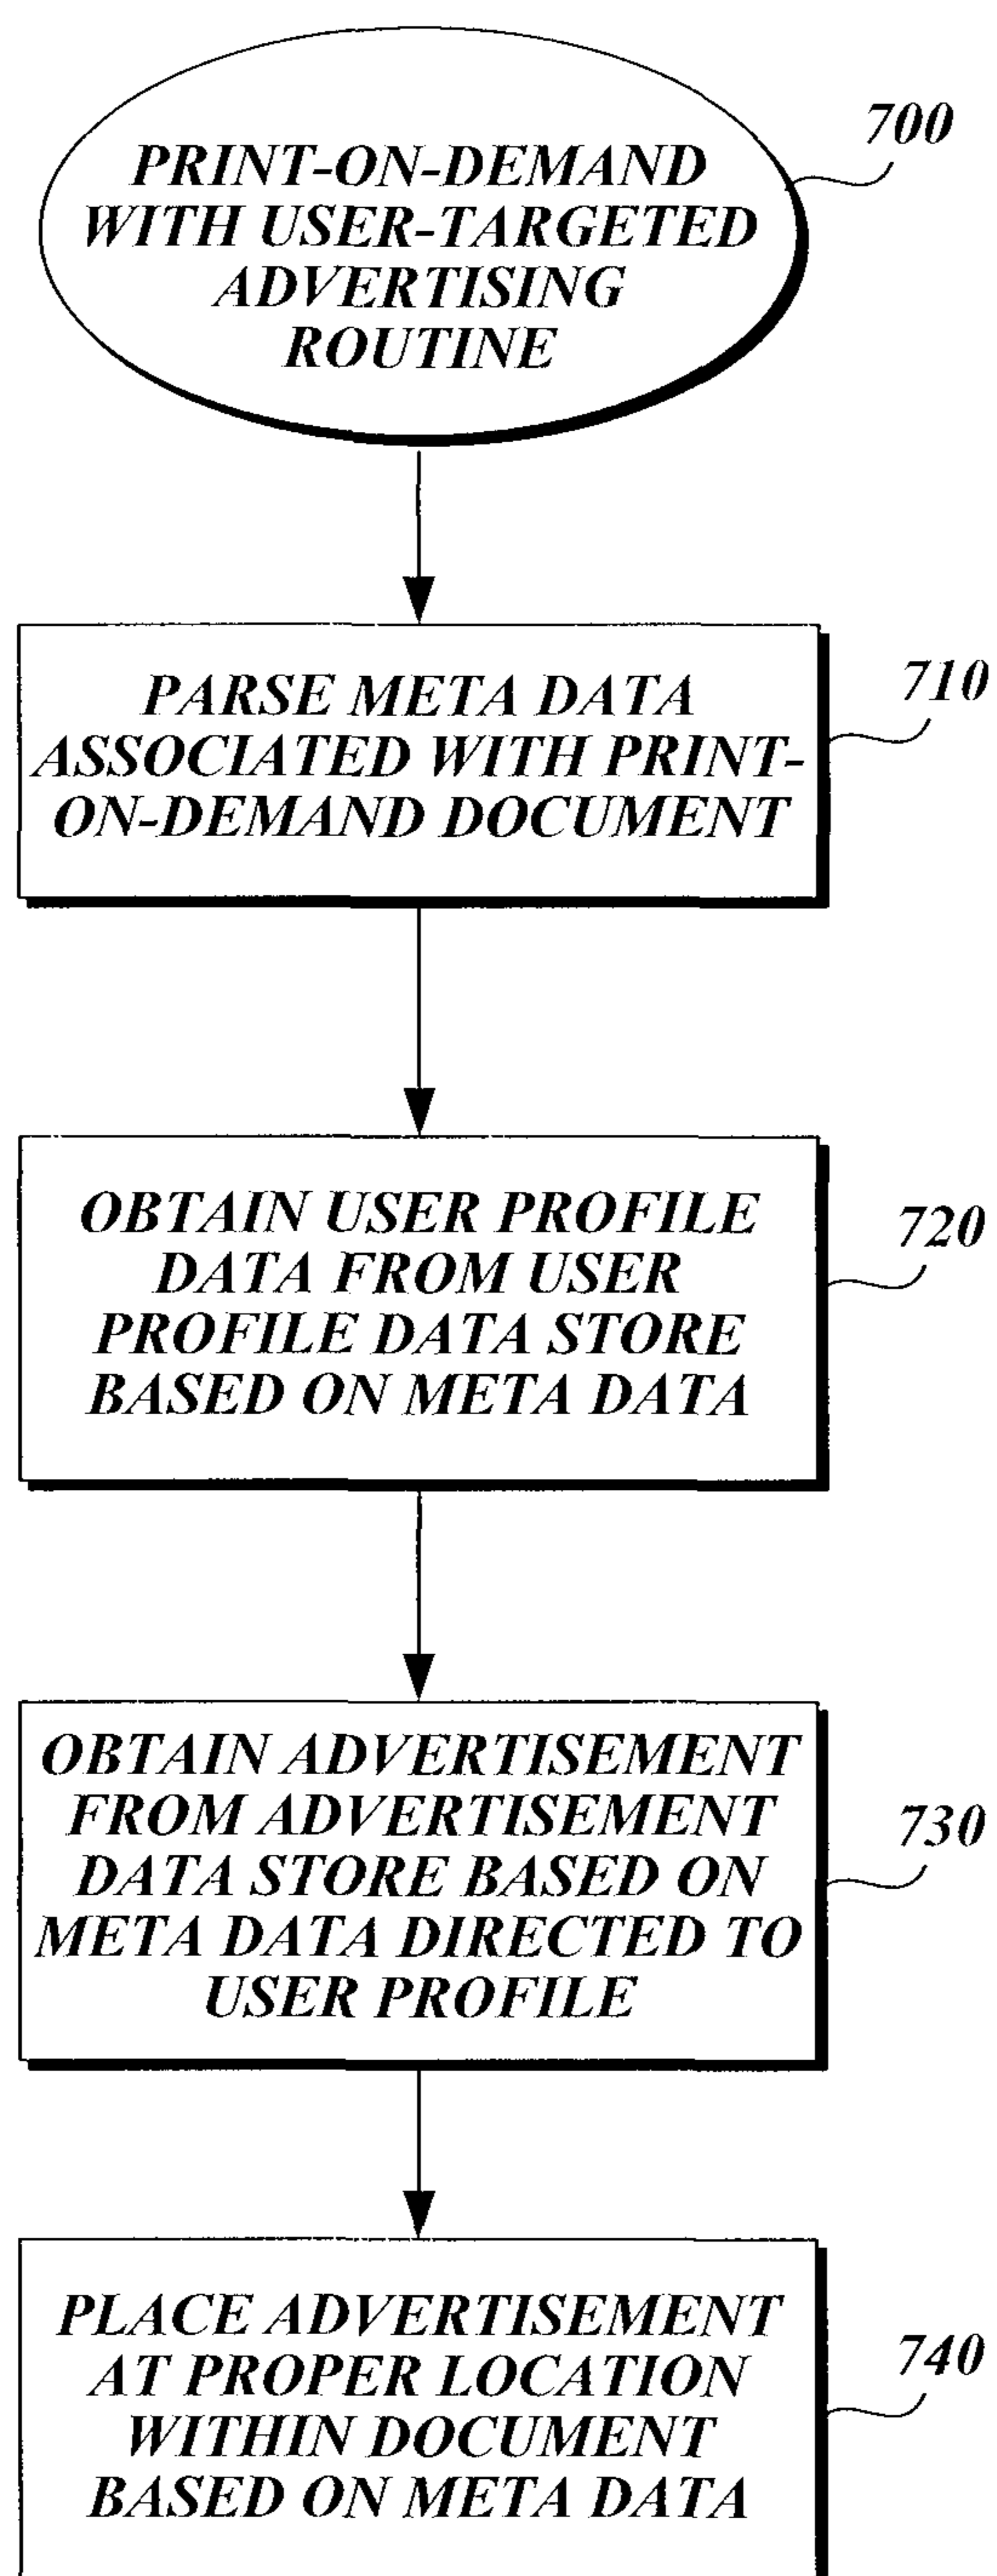 700
PRINT-ON-DEMAND
WITH USER-TARGETED
ADVERTISING
ROUTINE
710
PARSE META DATA
ASSOCIATED WITH PRINT-
ON-DEMAND DOCUMENT
720
OBTAIN USER PROFILE
DATA FROM USER
PROFILE DATA STORE
BASED ON META DATA
730
OBTAIN ADVERTISEMENT
FROM ADVERTISEMENT
DATA STORE BASED ON
META DATA DIRECTED TO
USER PROFILE
740
PLACE ADVERTISEMENT
AT PROPER LOCATION
WITHIN DOCUMENT
BASED ON META DATA